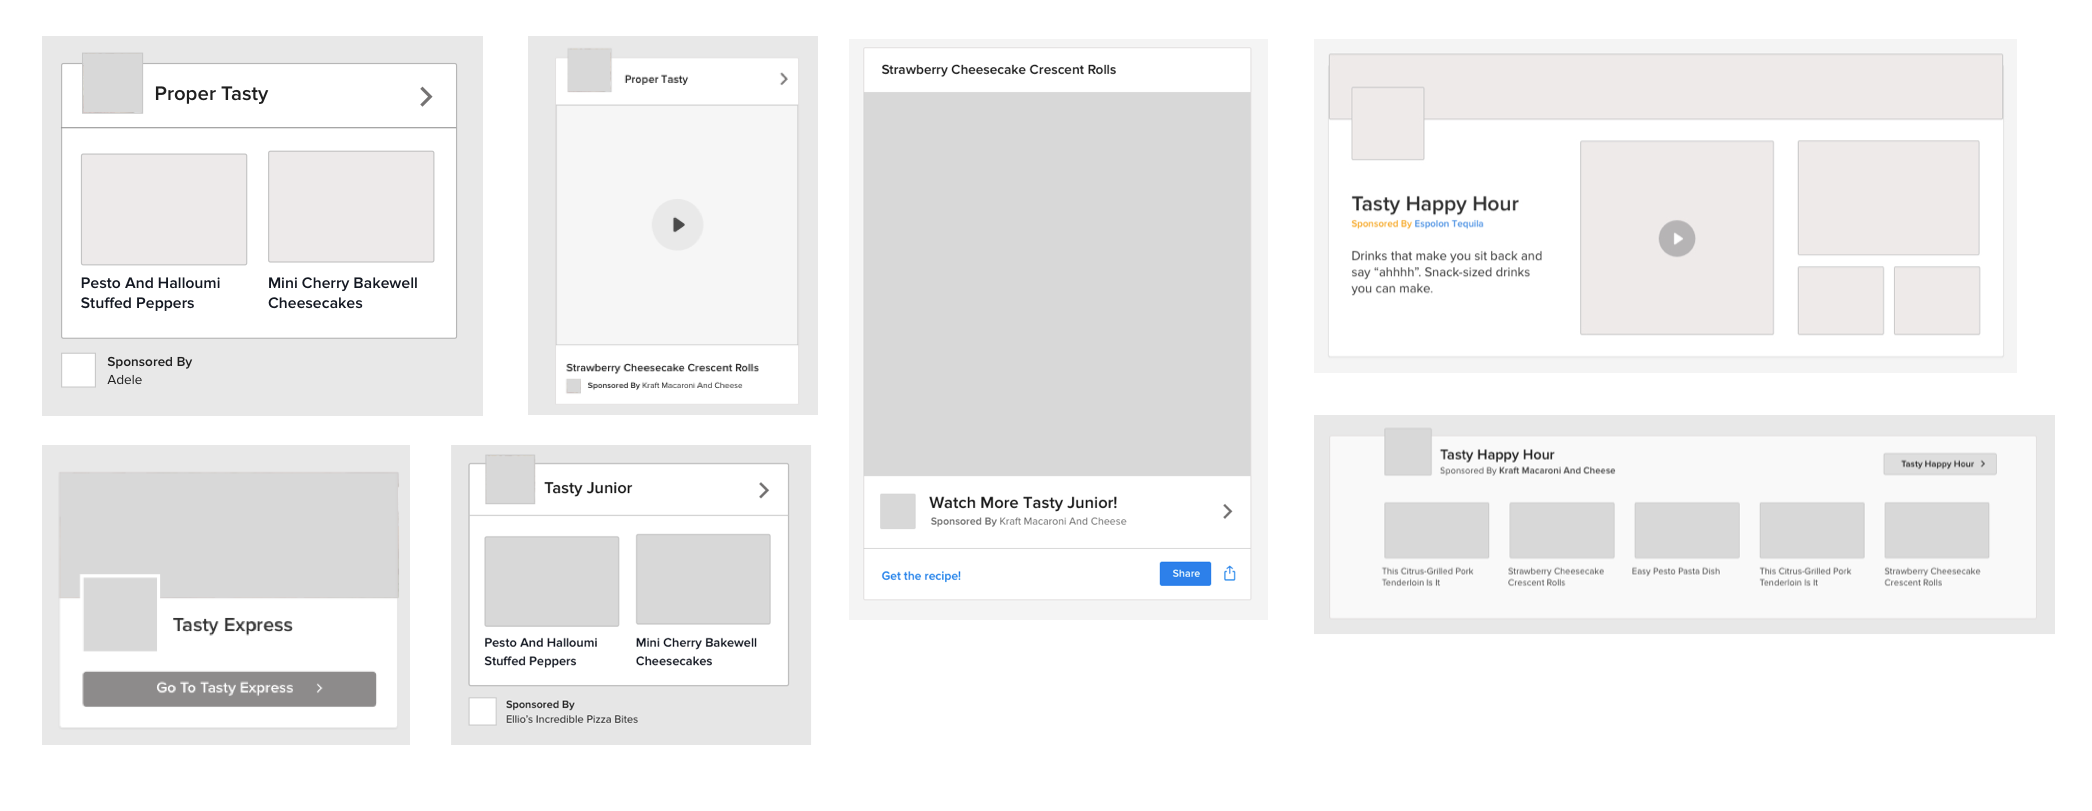 Proper Tasty
Pesto And Halloumi
Stuffed Peppers
Mini Cherry Bakewell
Cheesecakes
Sponsored By
Adele
Proper Tasty
Strawberry Cheesecake Crescent Rolls
Sponsored By Kraft Macaroni And Cheese
Strawberry Cheesecake Crescent Rolls
Watch More Tasty Junior!
Sponsored By Kraft Macaroni And Cheese
Get the recipe!
Share
Tasty Happy Hour
Sponsored By Espolon Tequila
Drinks that make you sit back and
say “ahhhh”. Snack-sized drinks
you can make.
Tasty Express
Go To Tasty Express
Tasty Junior
Pesto And Halloumi
Stuffed Peppers
Mini Cherry Bakewell
Cheesecakes
Sponsored By
Ellio's Incredible Pizza Bites
Tasty Happy Hour
Sponsored By Kraft Macaroni And Cheese
Tasty Happy Hour
This Citrus-Grilled Pork
Tenderloin Is It
Strawberry Cheesecake
Crescent Rolls
Easy Pesto Pasta Dish
This Citrus-Grilled Pork
Tenderloin Is It
Strawberry Cheesecake
Crescent Rolls